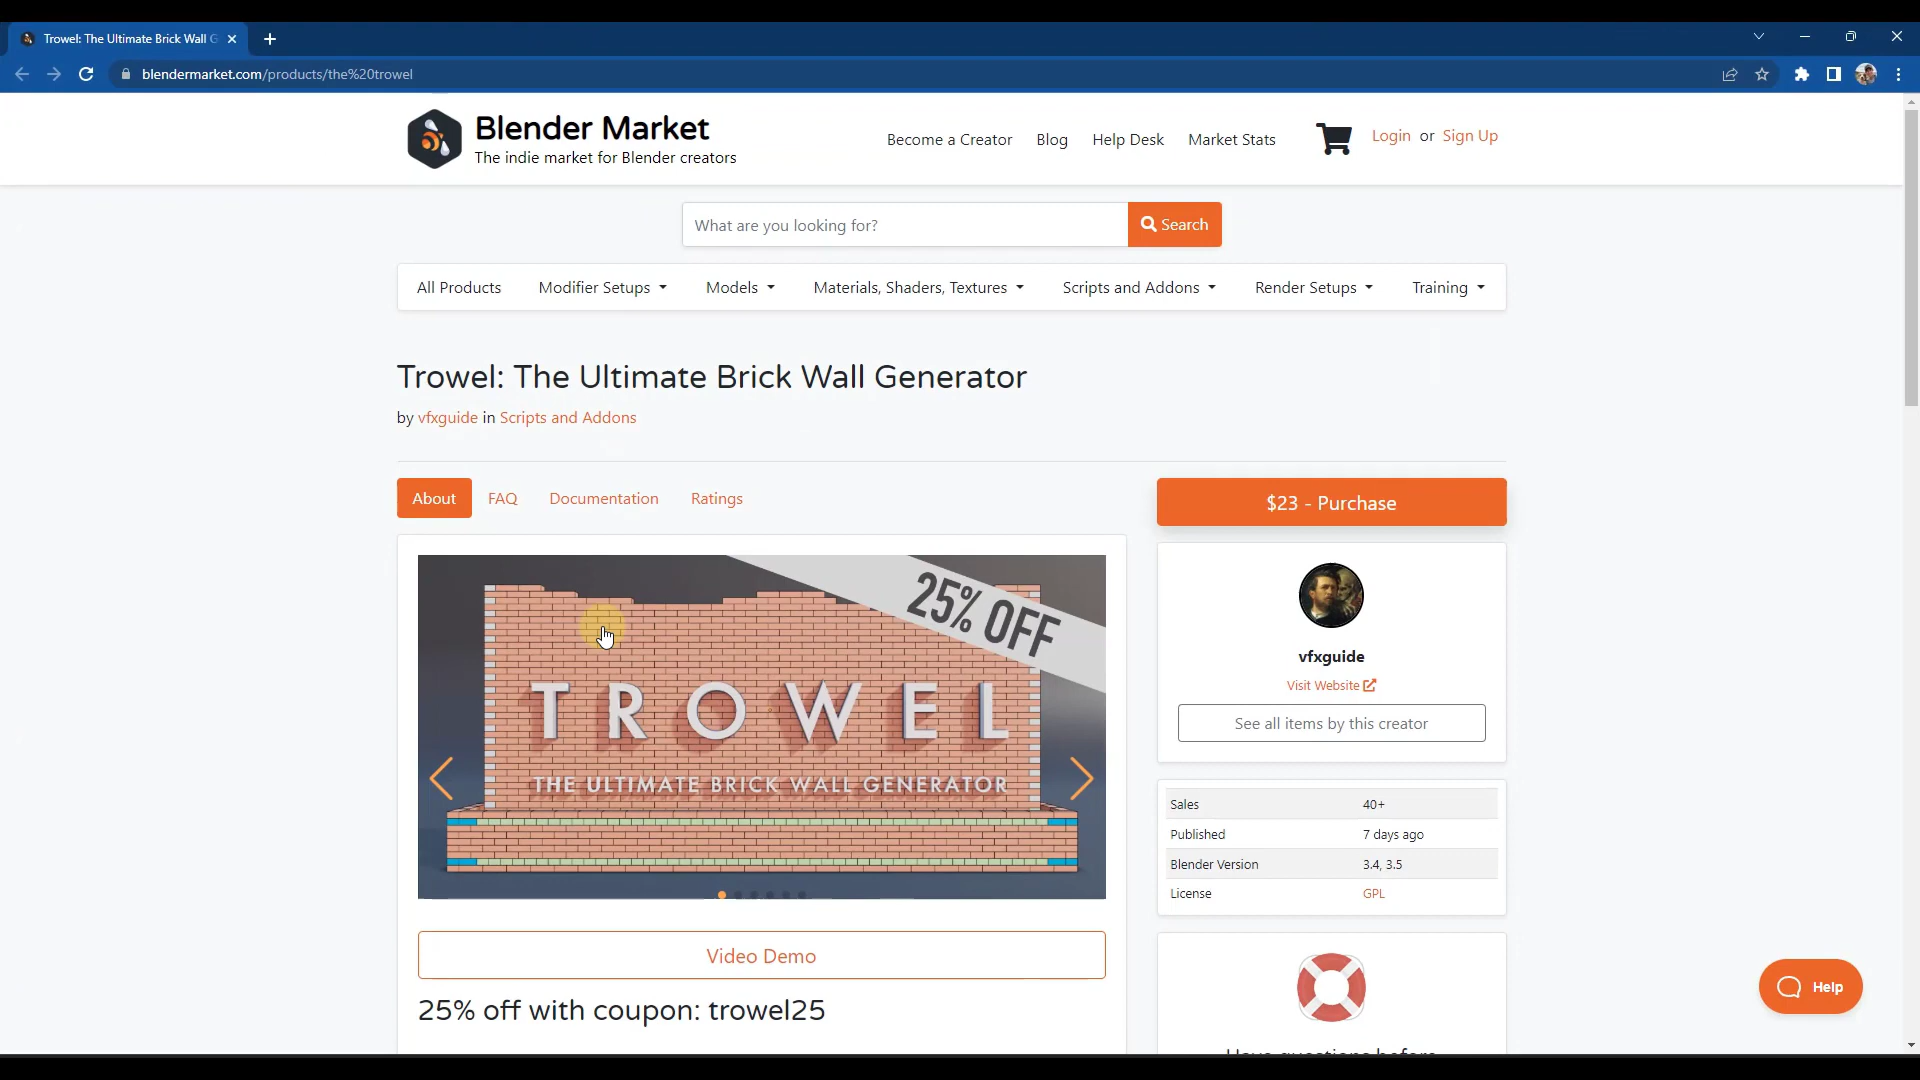 Trowel: The Ultimate Brick Wall G
blendermarket.com/products/the%20trowel
Blender Market
The indie market for Blender creators
Become a Creator
Blog
Help Desk
Market Stats
Login or Sign Up
What are you looking for?
Search
All Products
Modifier Setups
Models
Materials, Shaders, Textures
Scripts and Addons
Render Setups
Training
Trowel: The Ultimate Brick Wall Generator
by vfxguide in Scripts and Addons
About
FAQ
Documentation
Ratings
$23 - Purchase
25% OFF
TROWEL
THE ULTIMATE BRICK WALL GENERATOR
vfxguide
Visit Website
See all items by this creator
Sales 40+
Published 7 days ago
Blender Version 3.4, 3.5
License GPL
Video Demo
25% off with coupon: trowel25
Have questions before
Help